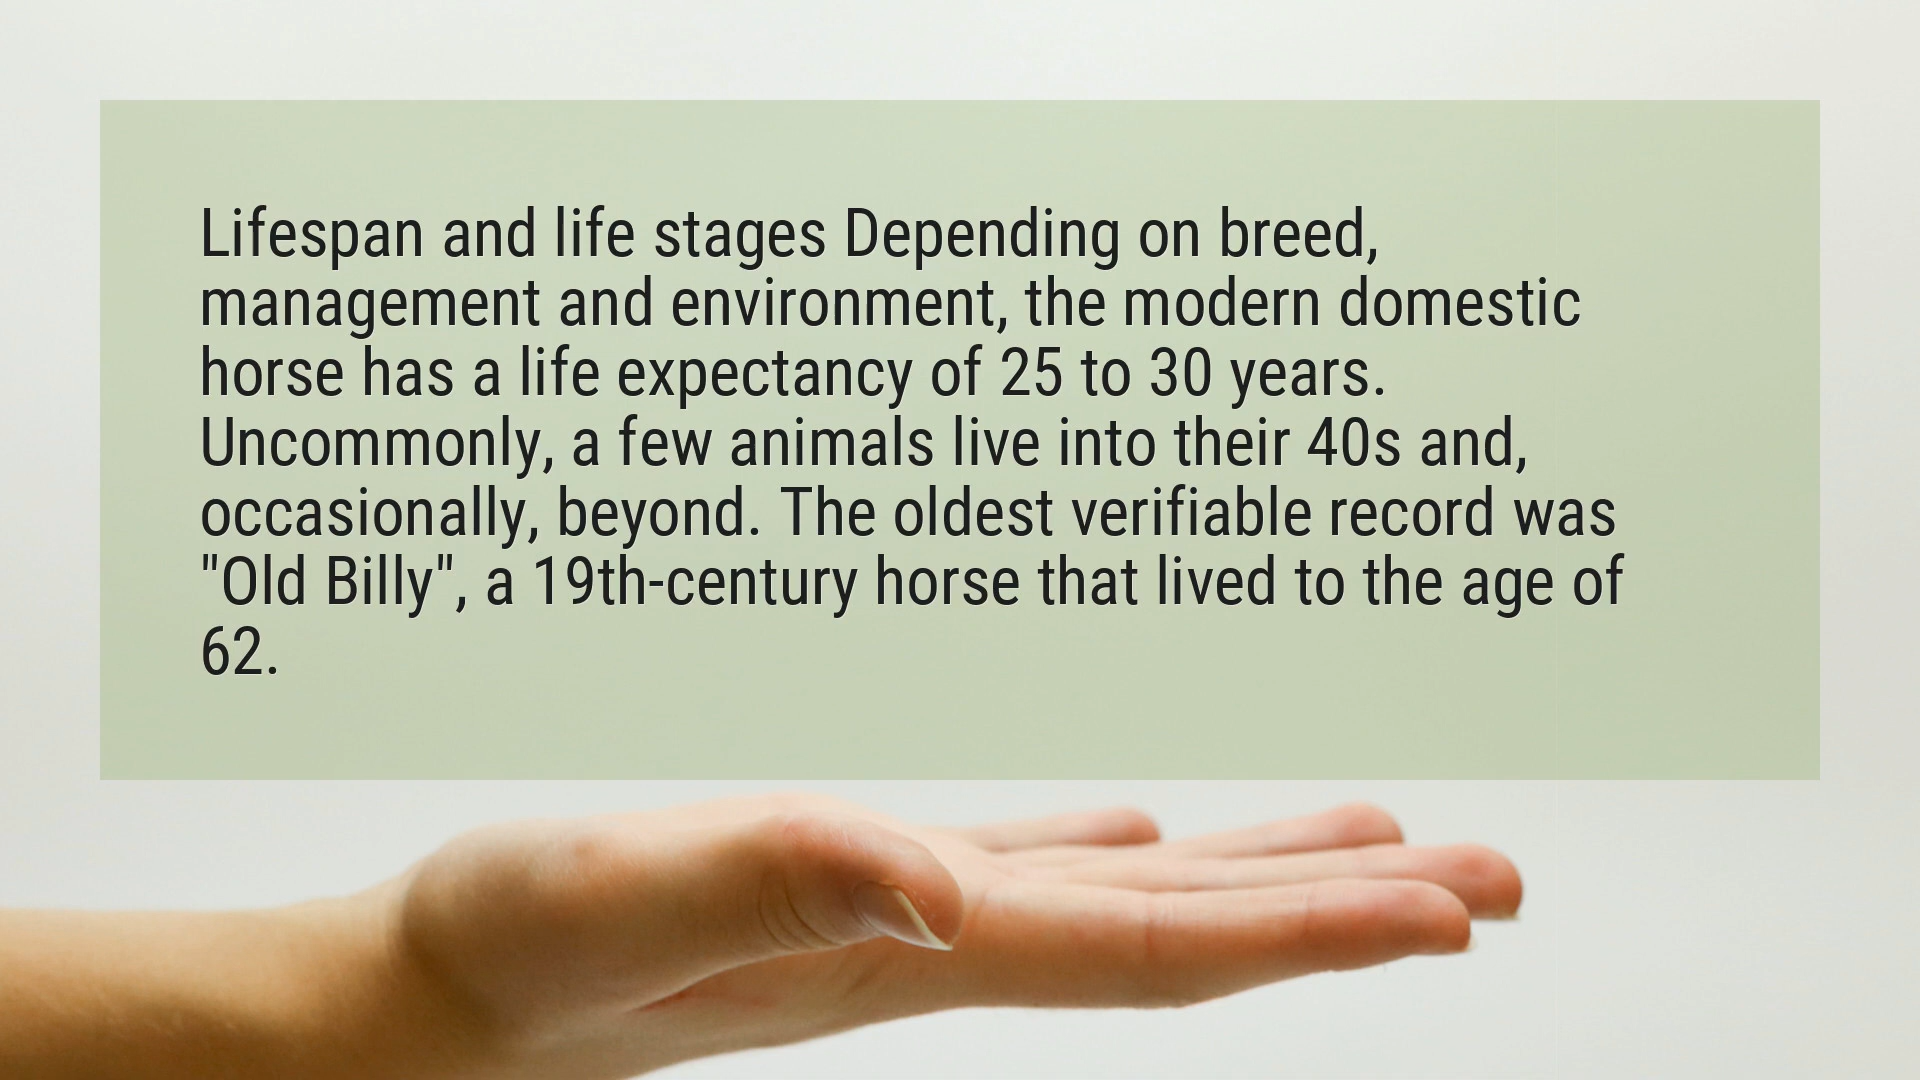 Lifespan and life stages Depending on breed,
management and environment, the modern domestic
horse has a life expectancy of 25 to 30 years.
Uncommonly, a few animals live into their 40s and,
occasionally, beyond. The oldest verifiable record was
"Old Billy", a 19th-century horse that lived to the age of
62.